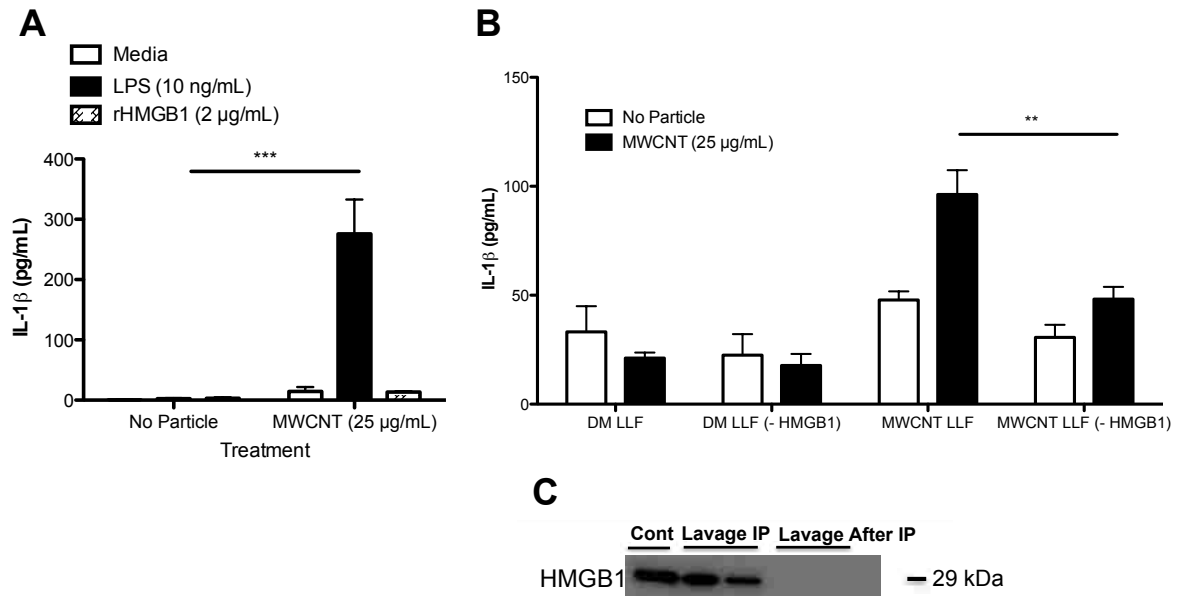 A
Media
LPS (10 ng/mL)
rHMGB1 (2 µg/mL)
***
400
300
200
100
0
IL-1β (pg/mL)
No Particle
MWCNT (25 µg/mL)
Treatment
B
150
100
50
0
IL-1β (pg/mL)
No Particle
MWCNT (25 µg/mL)
**
DM LLF
DM LLF (- HMGB1)
MWCNT LLF
MWCNT LLF (- HMGB1)
C
Cont Lavage IP Lavage After IP
HMGB1 29 kDa